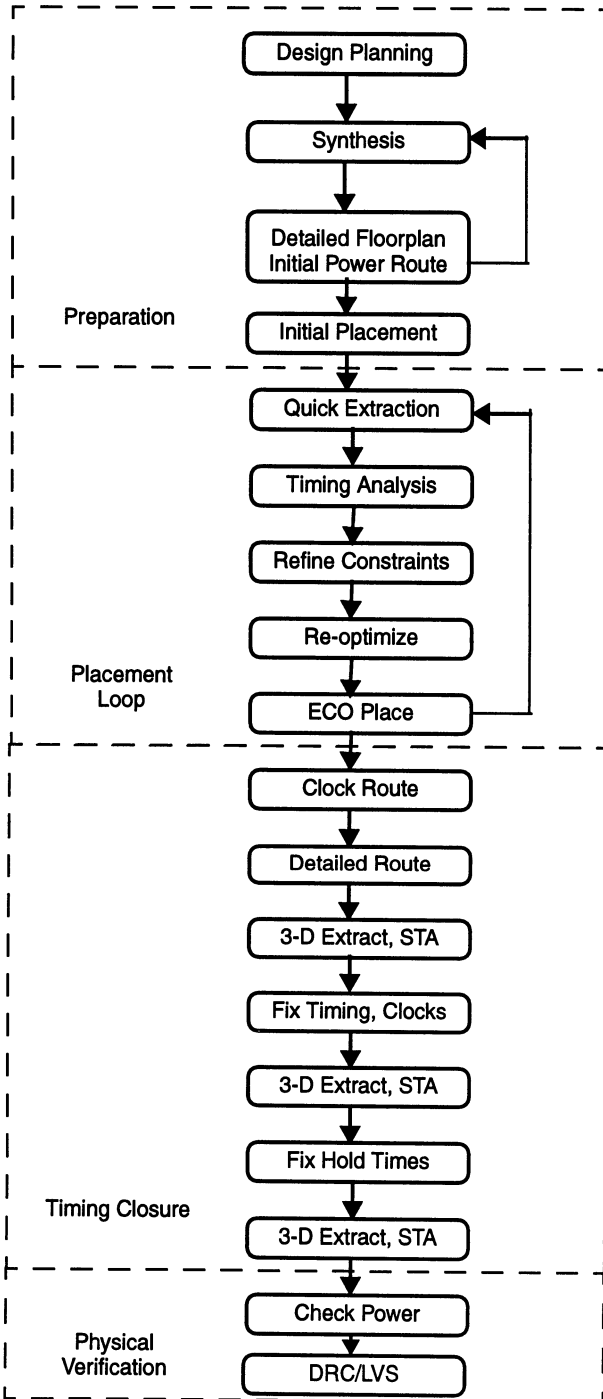 Design Planning
Synthesis
Detailed Floorplan
Initial Power Route
Preparation
Initial Placement
Quick Extraction
Timing Analysis
Refine Constraints
Re-optimize
Placement
Loop
ECO Place
Clock Route
Detailed Route
3-D Extract, STA
Fix Timing, Clocks
3-D Extract, STA
Fix Hold Times
Timing Closure
3-D Extract, STA
Check Power
Physical
Verification
DRC/LVS